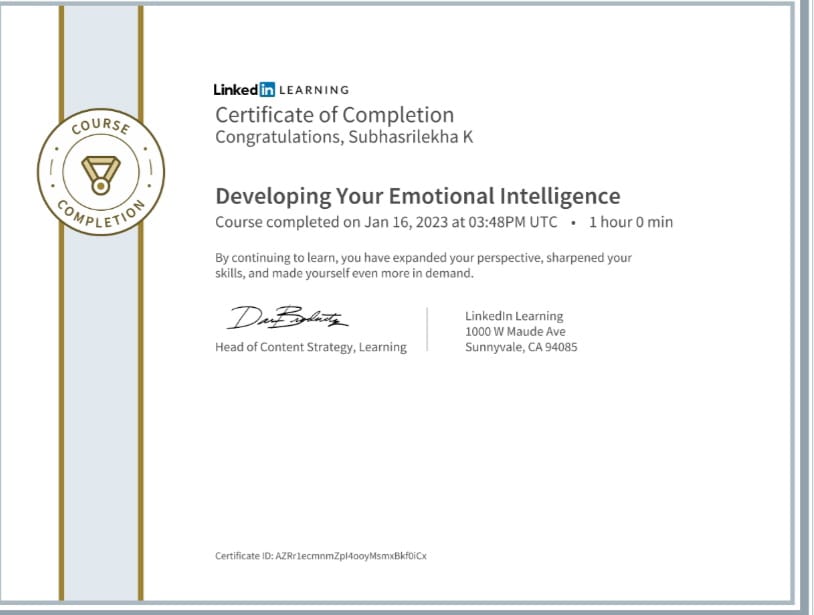 COURSE
COMPLETION
Linked in LEARNING
Certificate of Completion
Congratulations, Subhasrilekha K
Developing Your Emotional Intelligence
Course completed on Jan 16, 2023 at 03:48PM UTC • 1 hour 0 min
By continuing to learn, you have expanded your perspective, sharpened your
skills, and made yourself even more in demand.
Head of Content Strategy, Learning
LinkedIn Learning
1000 W Maude Ave
Sunnyvale, CA 94085
Certificate ID: AZRr1ecmnmZpI4ooyMsmxBkf0iCx